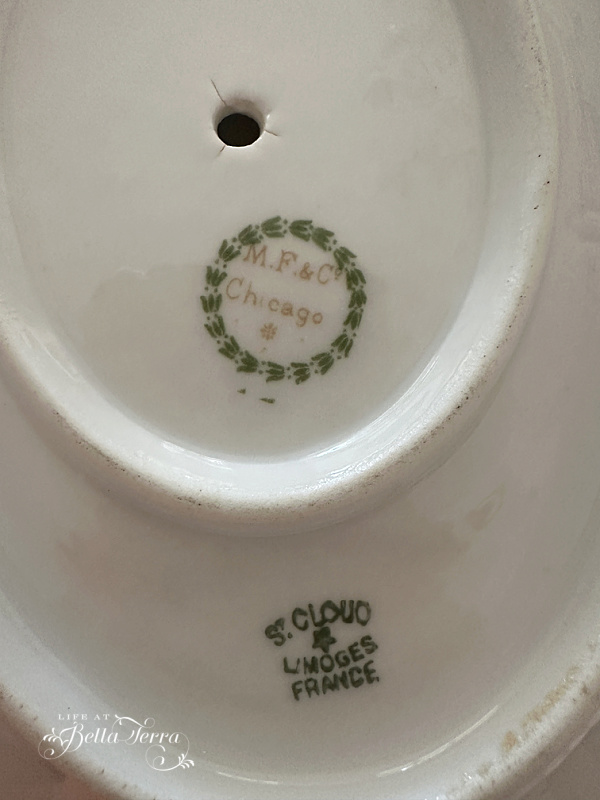 M.F.&Co
Chicago
ST. CLOUD
LIMOGES
FRANCE.
LIFE AT
Bella Terra